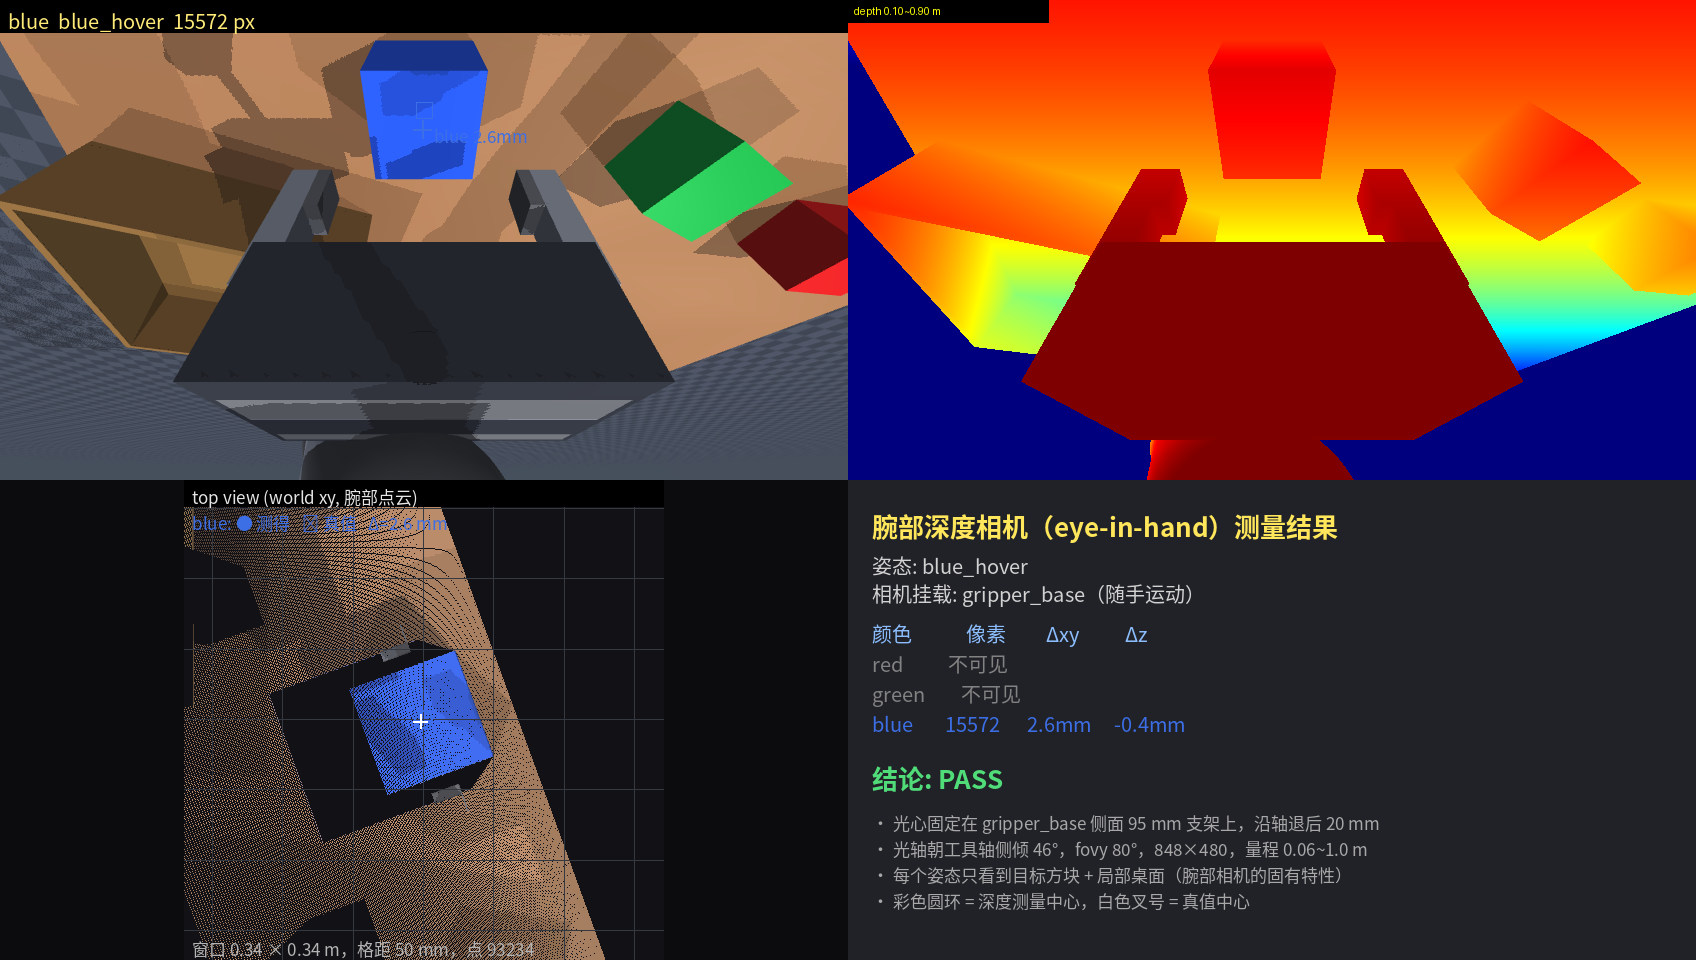 blue blue_hover 15572 px
depth 0.10~0.90 m
blue 2.6mm
top view (world xy, 腕部点云)
blue: 2.6 mm
窗口 0.34 × 0.34 m，格距 50 mm，点 93234
腕部深度相机（eye-in-hand）测量结果
姿态: blue_hover
相机挂载: gripper_base（随手运动）
颜色 像素 Δxy Δz
red 不可见
green 不可见
blue 15572 2.6mm -0.4mm
结论: PASS
• 光心固定在 gripper_base 侧面 95 mm 支架上，沿轴退后 20 mm
• 光轴朝工具轴侧倾 46°，fovy 80°，848×480，量程 0.06~1.0 m
• 每个姿态只看到目标方块 + 局部桌面（腕部相机的固有特性）
• 彩色圆环 = 深度测量中心，白色叉号 = 真值中心